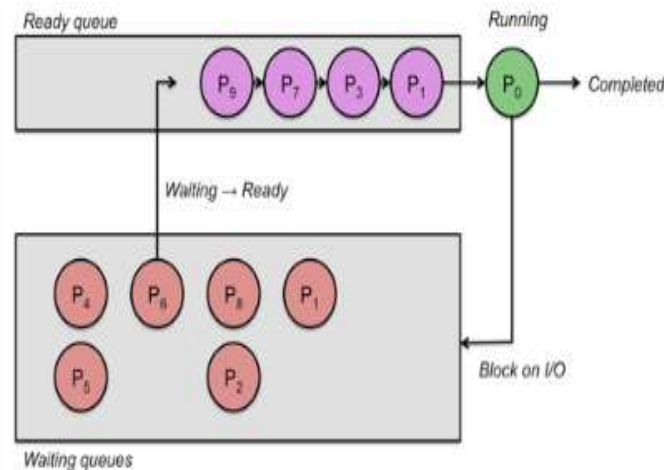 Ready queue
Running
P₉ P₇ P₃ P₁ P₀ Completed
Waiting → Ready
P₄ P₆ P₈ P₁
P₅ P₂
Block on I/O
Waiting queues